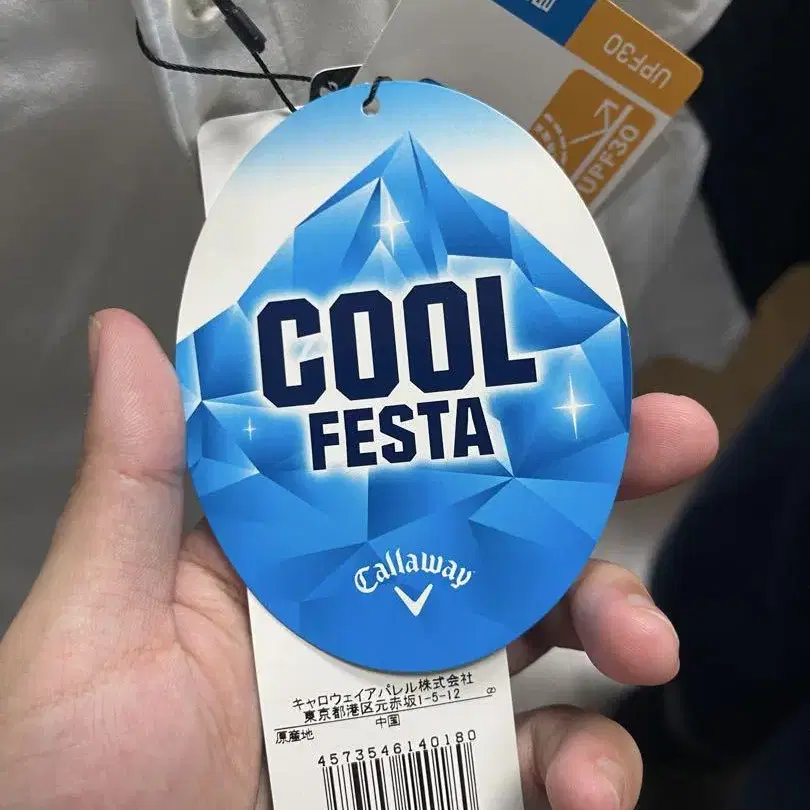 UPF30
UPF30
COOL
FESTA
Callaway
キャロウェイアパレル株式会社
東京都港区元赤坂1-5-12
原産地 中国
4573546140180